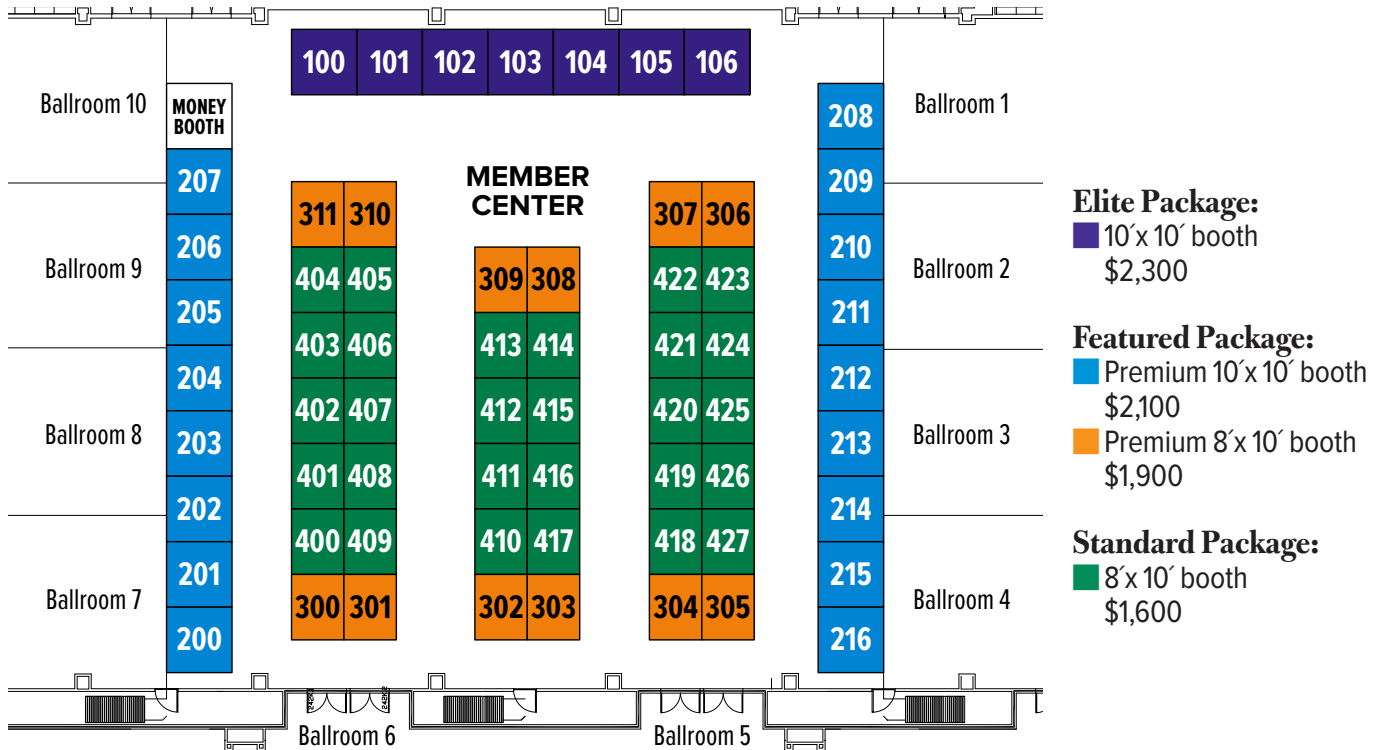 100 101 102 103 104 105 106
Ballroom 10
MONEY
BOOTH
208
Ballroom 1
207
209
MEMBER
CENTER
311 310
307 306
206
210
Ballroom 9
404 405
309 308
422 423
Ballroom 2
205
211
403 406
413 414
421 424
204
212
402 407
412 415
420 425
Ballroom 8
203
213
Ballroom 3
401 408
411 416
419 426
202
214
400 409
410 417
418 427
201
215
Ballroom 7
300 301
302 303
304 305
Ballroom 4
200
216
242K1
242K2
Ballroom 6
Ballroom 5
Elite Package:
10´x 10´ booth
$2,300
Featured Package:
Premium 10´x 10´ booth
$2,100
Premium 8´x 10´ booth
$1,900
Standard Package:
8´x 10´ booth
$1,600